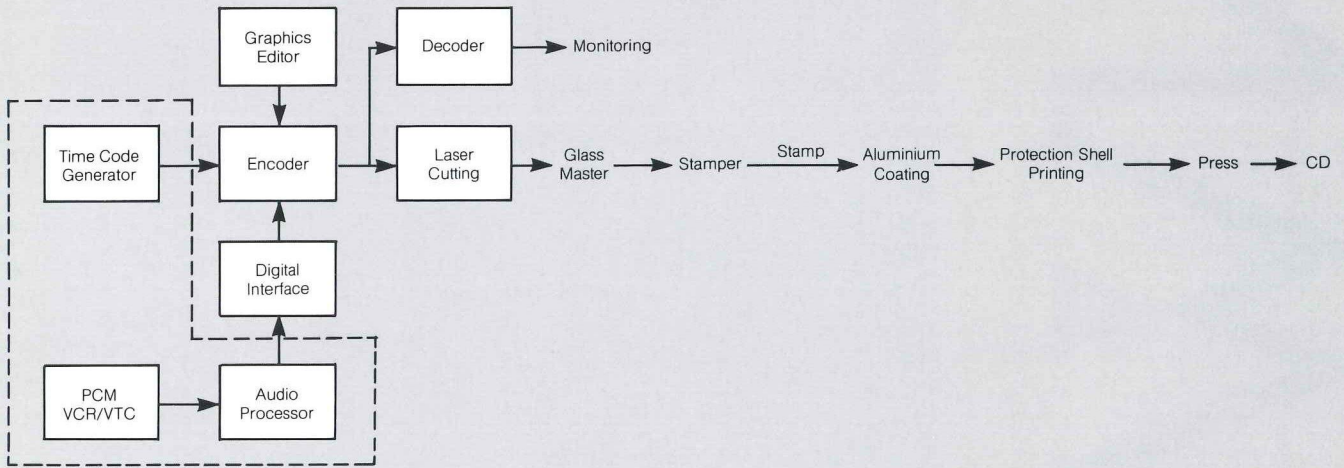 Graphics
Editor
Decoder
Monitoring
Time Code
Generator
Encoder
Laser
Cutting
Glass
Master
Stamper
Stamp
Aluminium
Coating
Protection Shell
Printing
Press
CD
Digital
Interface
PCM
VCR/VTC
Audio
Processor